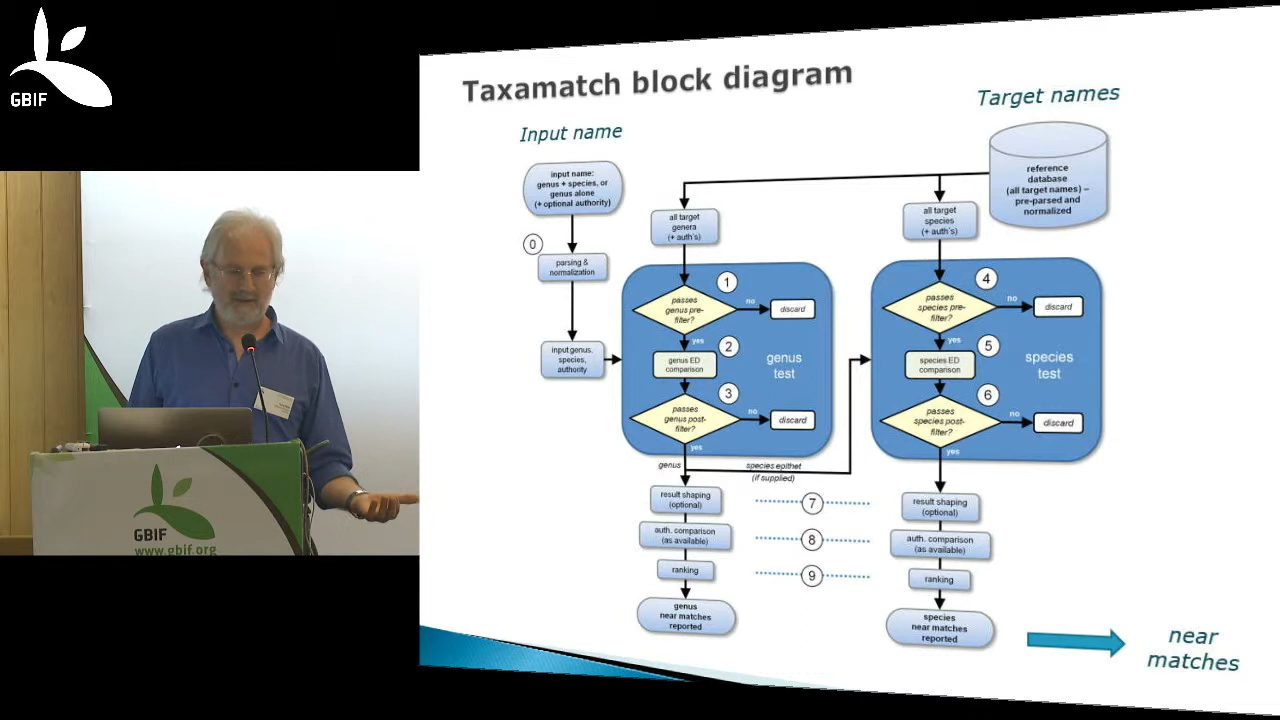 GBIF
Taxamatch block diagram
Input name
Target names
input name:
genus + species, or
genus alone
(+ optional authority)
reference
database
(all target names) –
pre-parsed and
normalized
all target
genera
(+ auth's)
all target
species
(+ auth's)
0
parsing &
normalization
input genus,
species,
authority
1
passes
genus pre-
filter?
no
discard
yes
2
genus ED
comparison
genus
test
3
passes
genus post-
filter?
no
discard
yes
4
passes
species pre-
filter?
no
discard
yes
5
species ED
comparison
species
test
6
passes
species post-
filter?
no
discard
yes
genus
species epithet
(if supplied)
result shaping
(optional)
7
result shaping
(optional)
auth. comparison
(as available)
8
auth. comparison
(as available)
ranking
9
ranking
genus
near matches
reported
species
near matches
reported
near
matches
GBIF
www.gbif.org